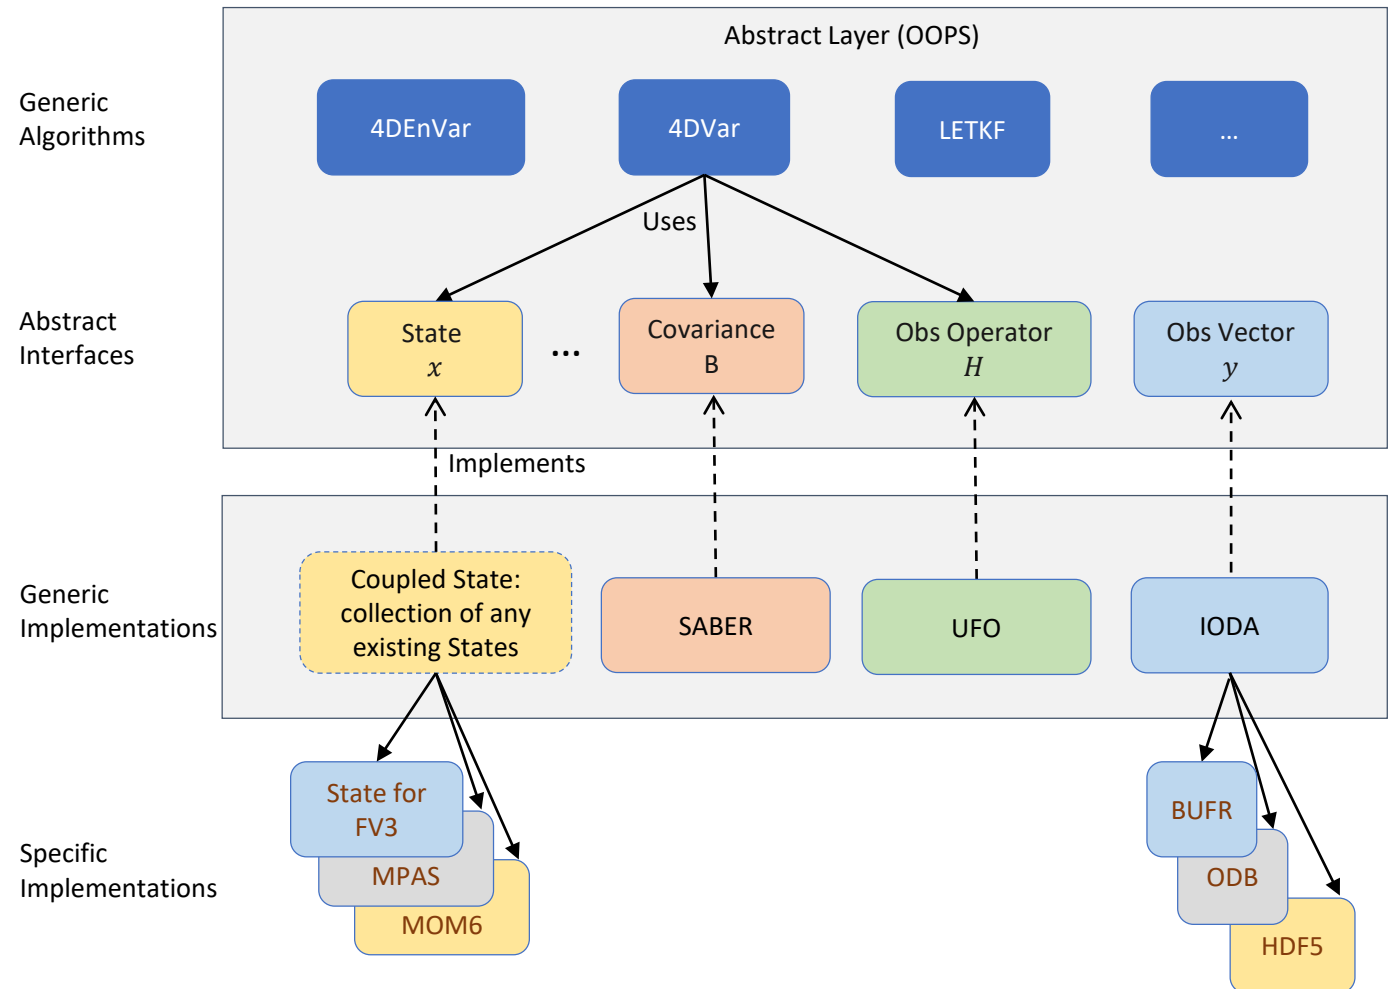 Abstract Layer (OOPS)
Generic
Algorithms
4DEnVar
4DVar
LETKF
...
Uses
Abstract
Interfaces
State
x
...
Covariance
B
Obs Operator
H
Obs Vector
y
Implements
Generic
Implementations
Coupled State:
collection of any
existing States
SABER
UFO
IODA
Specific
Implementations
State for
FV3
MPAS
MOM6
BUFR
ODB
HDF5